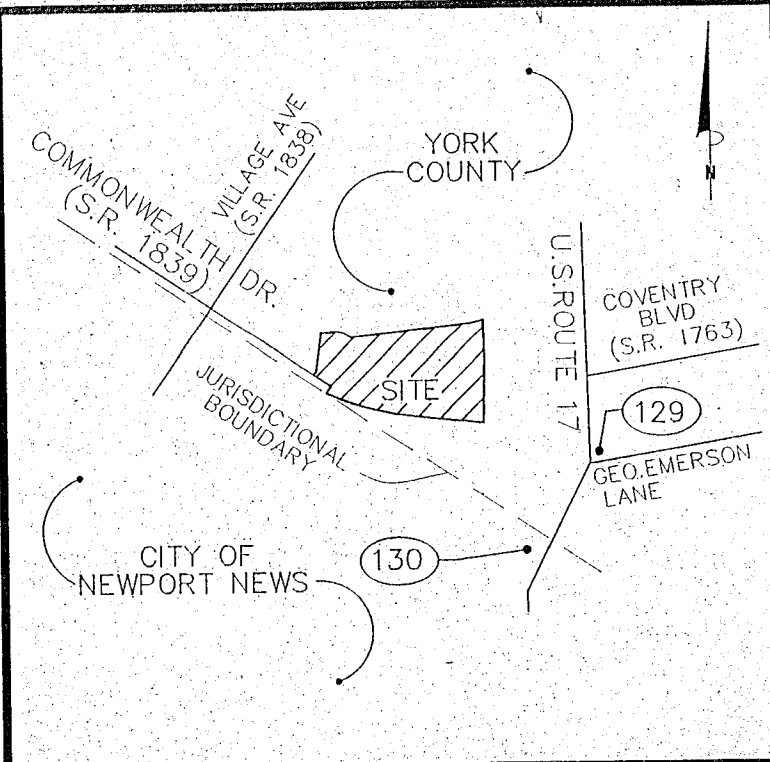 YORK
COUNTY
N
VILLAGE AVE
(S.R. 1838)
COMMONWEALTH DR.
(S.R. 1839)
U.S.ROUTE 17
COVENTRY
BLVD
(S.R. 1763)
SITE
JURISDICTIONAL
BOUNDARY
129
GEO.EMERSON
LANE
130
CITY OF
NEWPORT NEWS